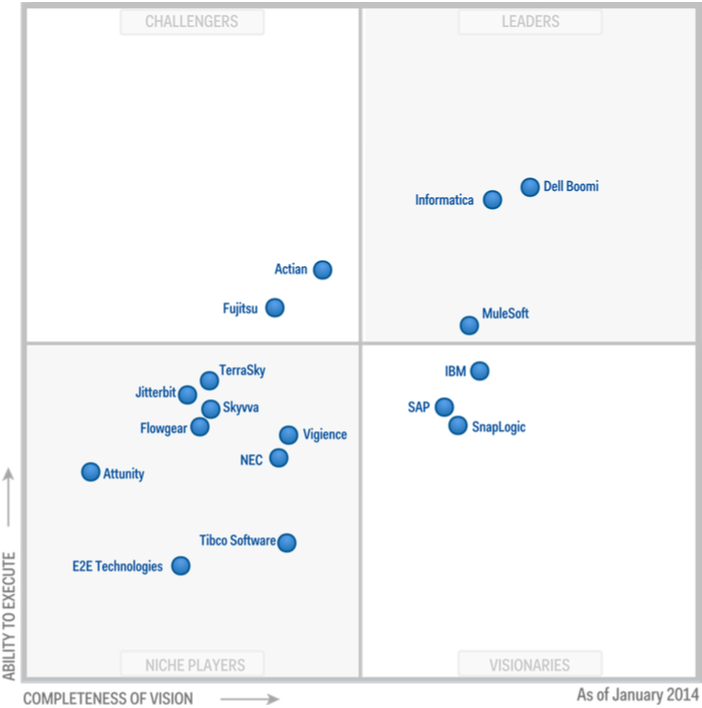 CHALLENGERS
LEADERS
Dell Boomi
Informatica
Actian
Fujitsu
MuleSoft
TerraSky
IBM
Jitterbit
Skyvva
SAP
Flowgear
SnapLogic
Vigience
NEC
Attunity
Tibco Software
E2E Technologies
ABILITY TO EXECUTE
NICHE PLAYERS
VISIONARIES
COMPLETENESS OF VISION
As of January 2014